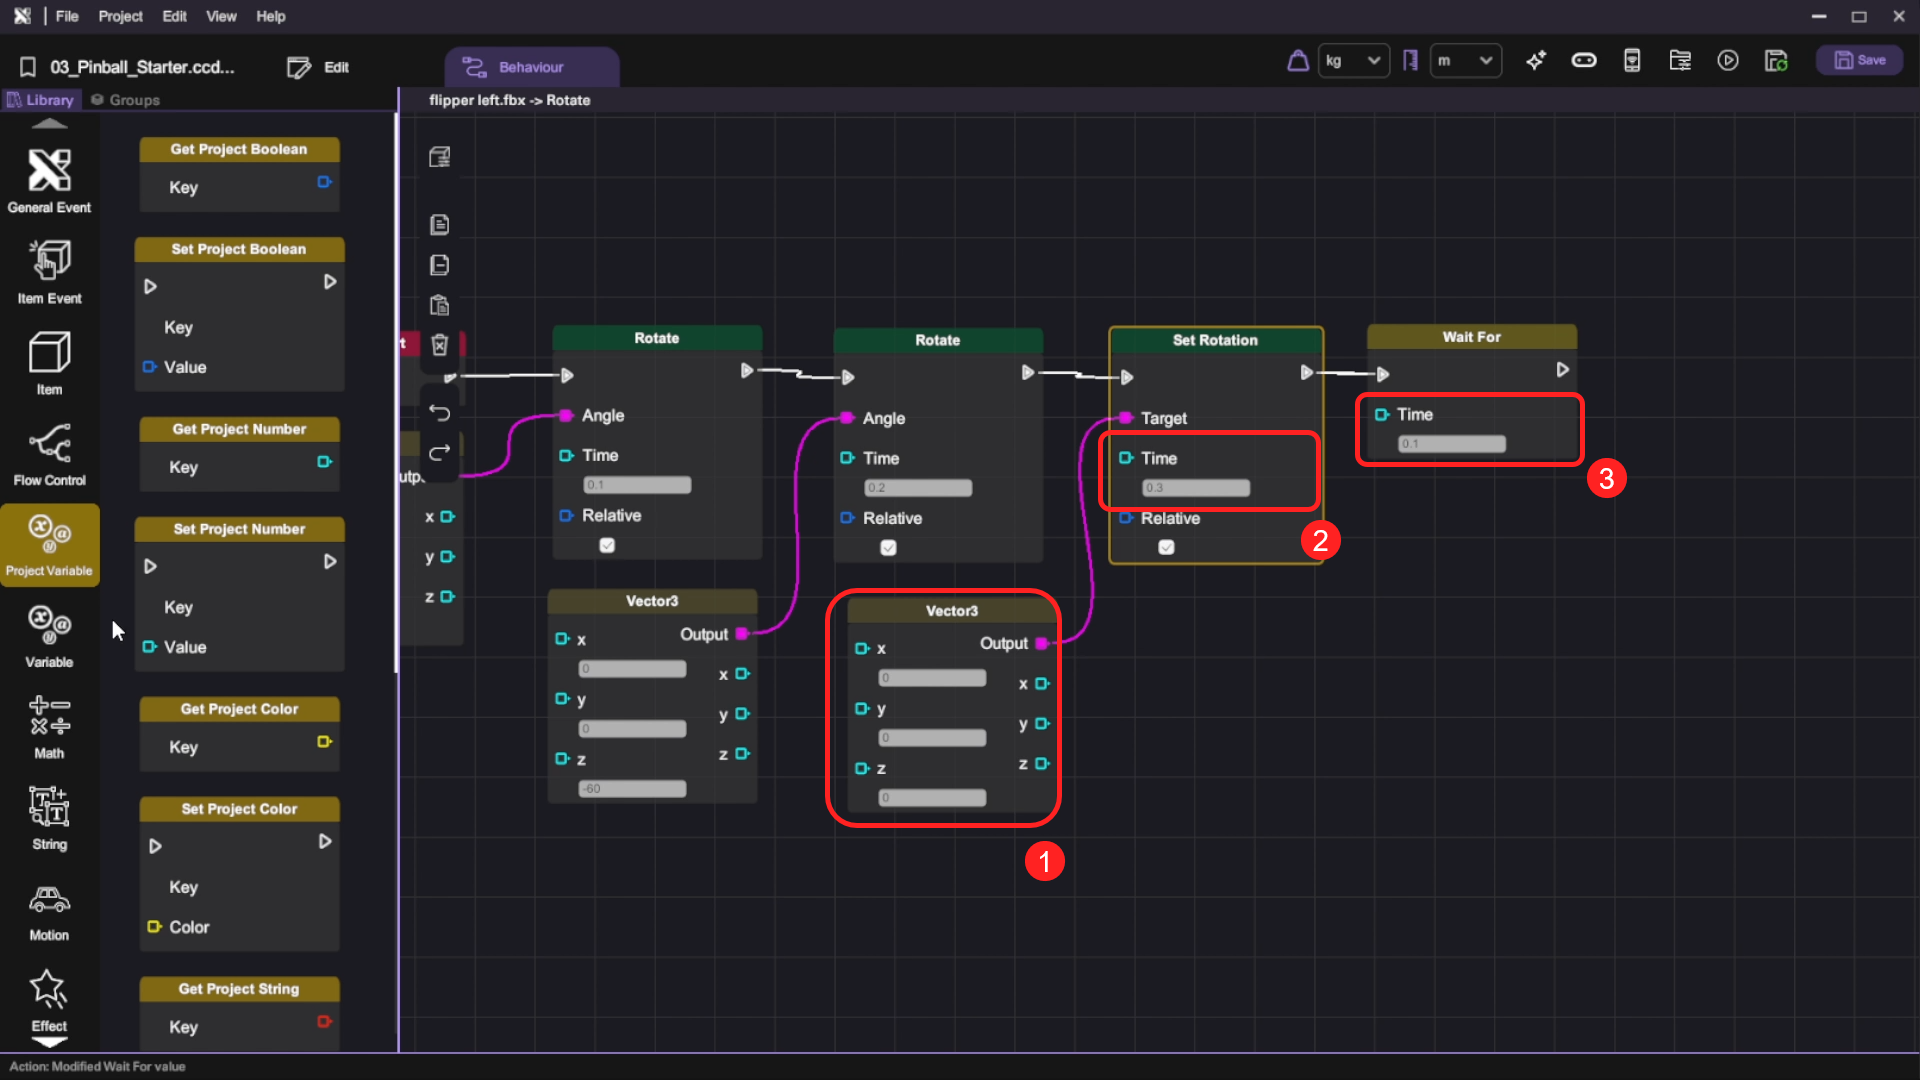 File Project Edit View Help
03_Pinball_Starter.ccd...
Edit
Behaviour
kg
m
Save
Library
Groups
flipper left.fbx -> Rotate
General Event
Item Event
Item
Flow Control
Project Variable
Variable
Math
String
Motion
Effect
Get Project Boolean
Key
Set Project Boolean
Key
Value
Get Project Number
Key
Set Project Number
Key
Value
Get Project Color
Key
Set Project Color
Key
Color
Get Project String
Key
t
x
y
z
Rotate
Angle
Time
0.1
Relative
Vector3
x
Output
0
x
y
0
y
z
z
-60
Rotate
Angle
Time
0.2
Relative
Vector3
x
Output
0
x
y
0
y
z
z
0
1
Set Rotation
Target
Time
0.3
Relative
2
Wait For
Time
0.1
3
Action: Modified Wait For value